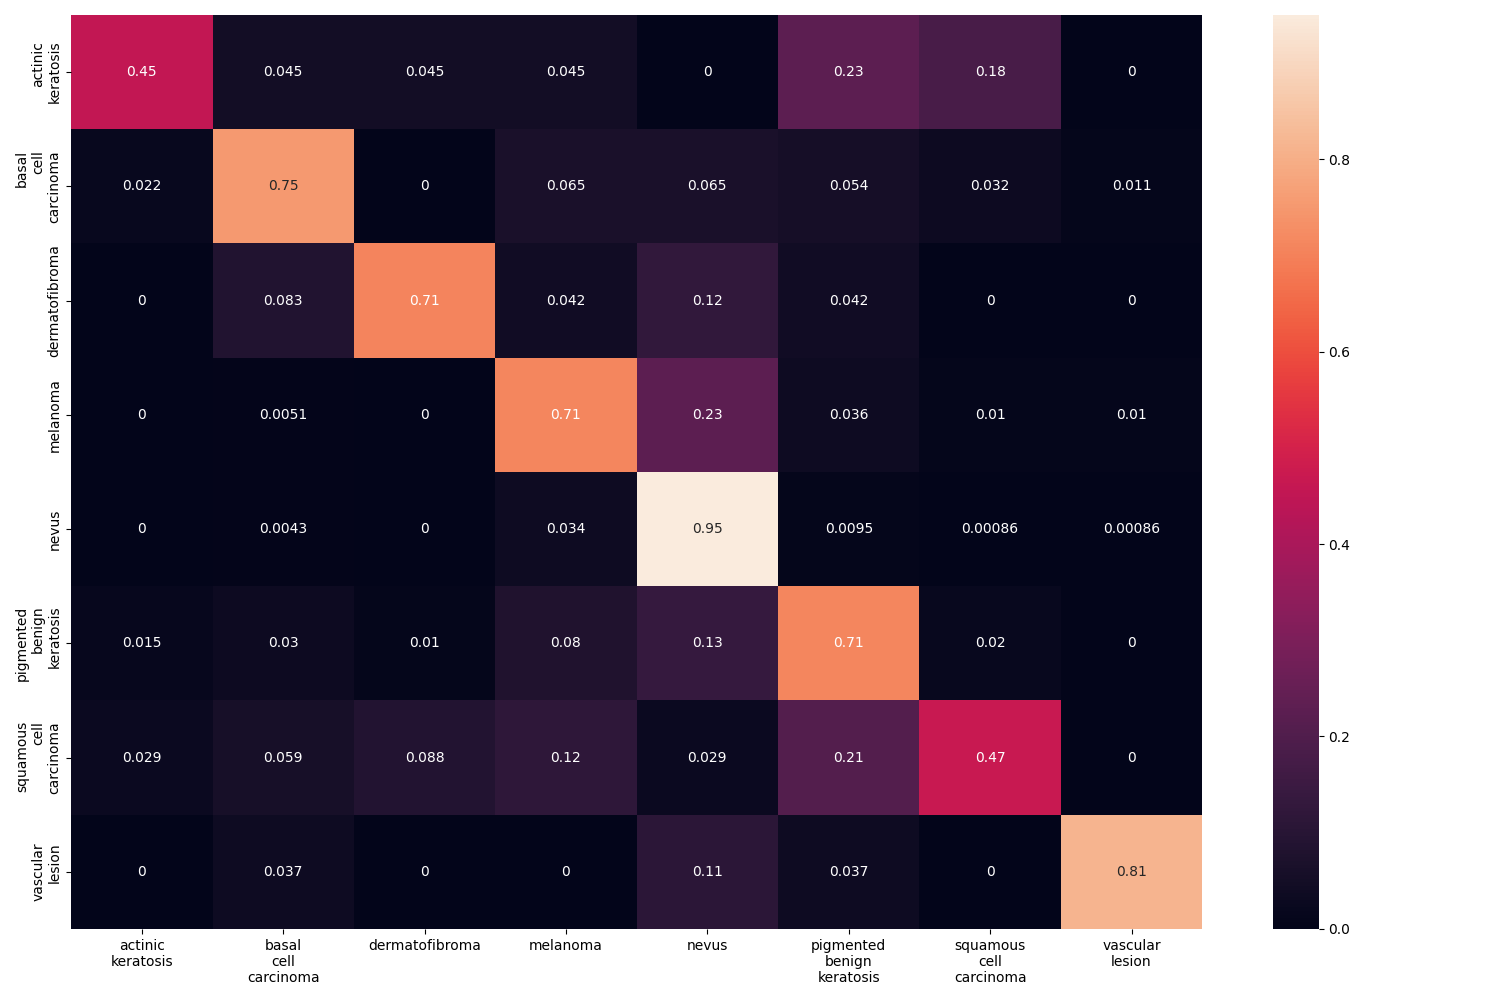 actinic
keratosis
0.45 0.045 0.045 0.045 0 0.23 0.18 0
basal
cell
carcinoma
0.022 0.75 0 0.065 0.065 0.054 0.032 0.011
dermatofibroma
0 0.083 0.71 0.042 0.12 0.042 0 0
melanoma
0 0.0051 0 0.71 0.23 0.036 0.01 0.01
nevus
0 0.0043 0 0.034 0.95 0.0095 0.00086 0.00086
pigmented
benign
keratosis
0.015 0.03 0.01 0.08 0.13 0.71 0.02 0
squamous
cell
carcinoma
0.029 0.059 0.088 0.12 0.029 0.21 0.47 0
vascular
lesion
0 0.037 0 0 0.11 0.037 0 0.81
actinic
keratosis
basal
cell
carcinoma
dermatofibroma
melanoma
nevus
pigmented
benign
keratosis
squamous
cell
carcinoma
vascular
lesion
0.8
0.6
0.4
0.2
0.0